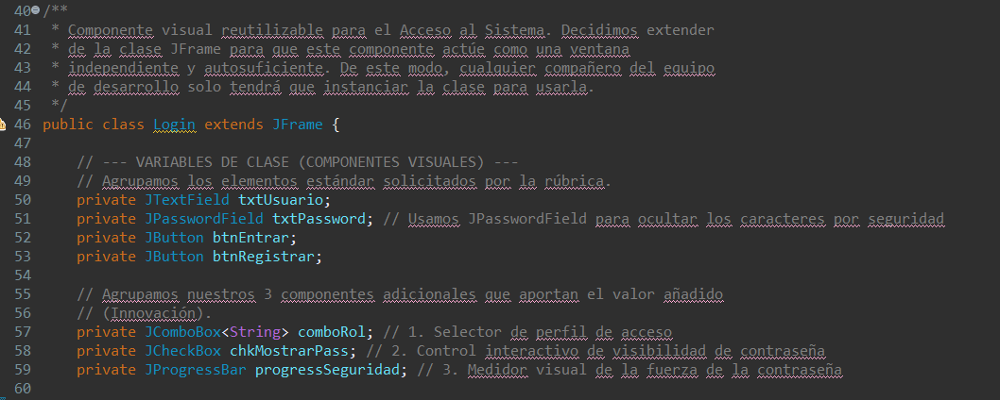 40 /**
41  * Componente visual reutilizable para el Acceso al Sistema. Decidimos extender
42  * de la clase JFrame para que este componente actúe como una ventana
43  * independiente y autosuficiente. De este modo, cualquier compañero del equipo
44  * de desarrollo solo tendrá que instanciar la clase para usarla.
45  */
46 public class Login extends JFrame {
47
48     // --- VARIABLES DE CLASE (COMPONENTES VISUALES) ---
49     // Agrupamos los elementos estándar solicitados por la rúbrica.
50     private JTextField txtUsuario;
51     private JPasswordField txtPassword; // Usamos JPasswordField para ocultar los caracteres por seguridad
52     private JButton btnEntrar;
53     private JButton btnRegistrar;
54
55     // Agrupamos nuestros 3 componentes adicionales que aportan el valor añadido
56     // (Innovación).
57     private JComboBox<String> comboRol; // 1. Selector de perfil de acceso
58     private JCheckBox chkMostrarPass; // 2. Control interactivo de visibilidad de contraseña
59     private JProgressBar progressSeguridad; // 3. Medidor visual de la fuerza de la contraseña
60